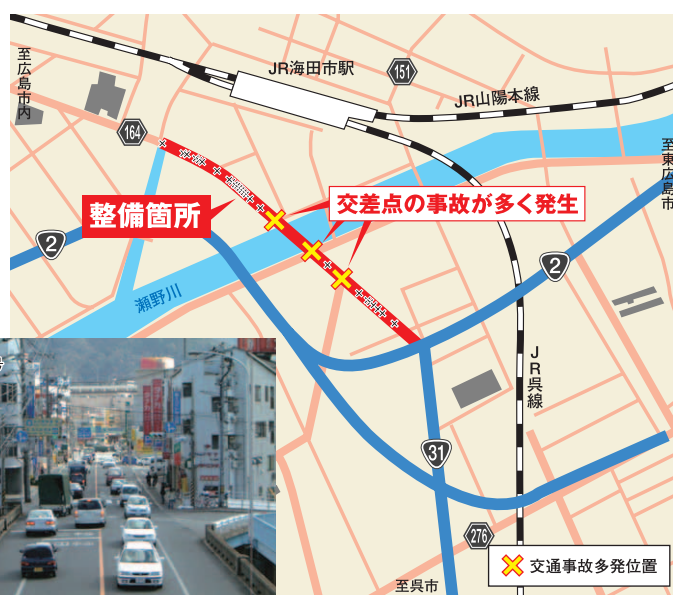 至広島市内
JR海田市駅
151
JR山陽本線
164
至東広島市
整備箇所
交差点の事故が多く発生
2
2
瀬野川
JR呉線
号
31
276
至呉市
交通事故多発位置